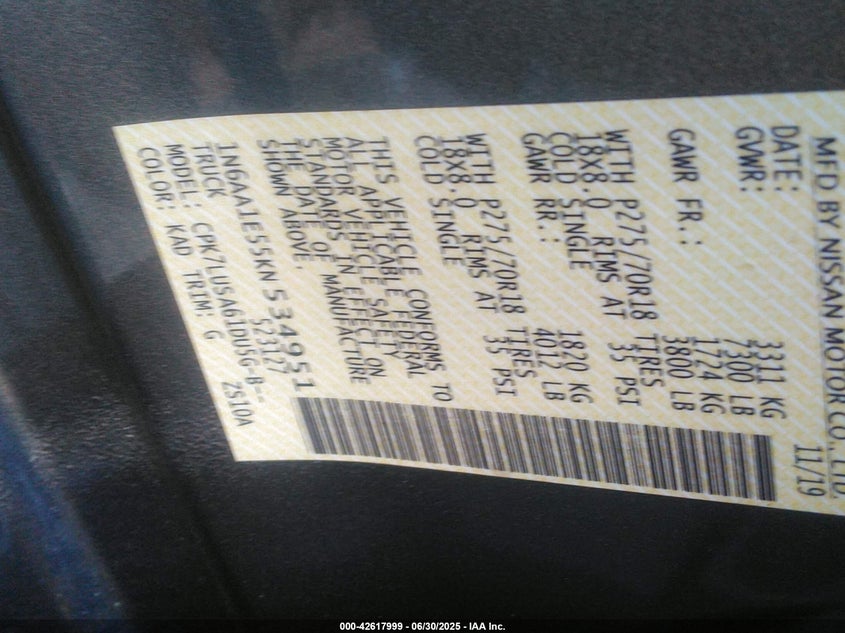 MFD BY NISSAN MOTOR CO., LTD.
DATE: 11/19
GVWR: 3311 KG
7300 LB
GAWR FR.: 1724 KG
3800 LB
WITH P275/70R18 TIRES
18X8.0 RIMS AT 35 PSI
COLD SINGLE
GAWR RR.: 1820 KG
4012 LB
WITH P275/70R18 TIRES
18X8.0 RIMS AT 35 PSI
COLD SINGLE
THIS VEHICLE CONFORMS TO
ALL APPLICABLE FEDERAL
MOTOR VEHICLE SAFETY
STANDARDS IN EFFECT ON
THE DATE OF MANUFACTURE
SHOWN ABOVE.
1N6AA1E55KN534951
TRUCK 523127
MODEL: CPK7LUSA61DU5G-B--
COLOR: KAD TRIM: G ZS10A
000-42617999 - 06/30/2025 - IAA Inc.